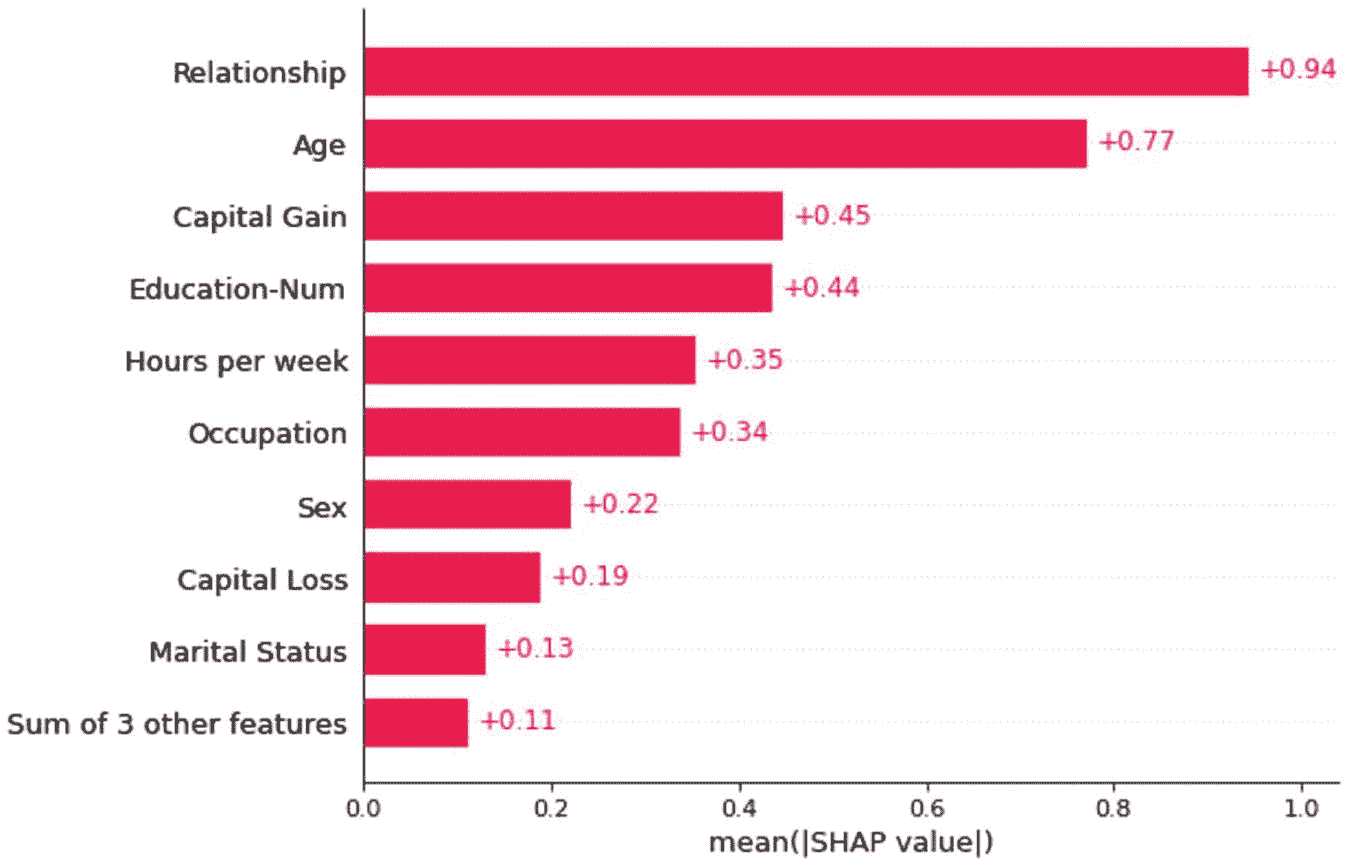 Relationship +0.94
Age +0.77
Capital Gain +0.45
Education-Num +0.44
Hours per week +0.35
Occupation +0.34
Sex +0.22
Capital Loss +0.19
Marital Status +0.13
Sum of 3 other features +0.11
0.0 0.2 0.4 0.6 0.8 1.0
mean(|SHAP value|)